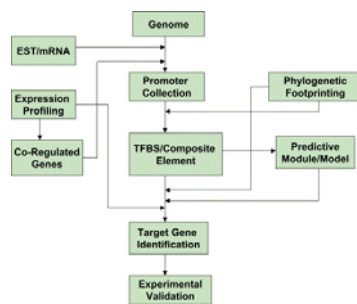 Genome
EST/mRNA
Promoter
Collection
Phylogenetic
Footprinting
Expression
Profiling
Co-Regulated
Genes
TFBS/Composite
Element
Predictive
Module/Model
Target Gene
Identification
Experimental
Validation